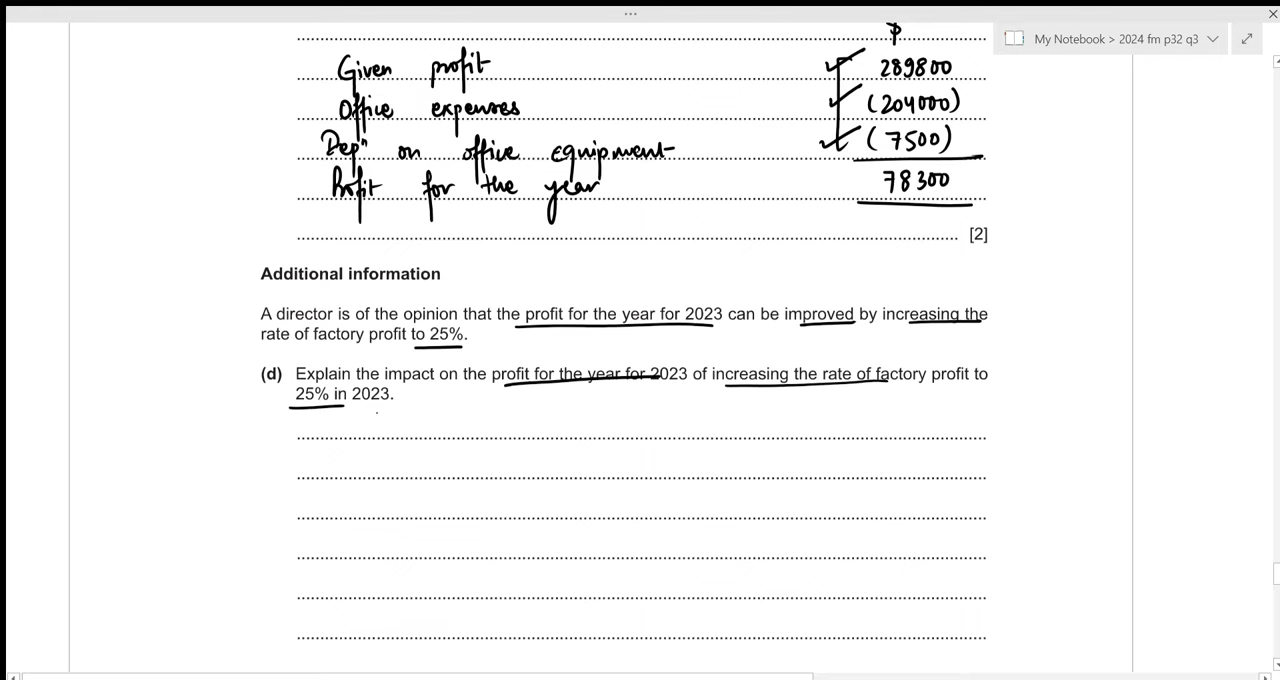 ...
My Notebook > 2024 fm p32 q3
$
Given profit 289800
Office expenses (204000)
Depn on office equipment (7500)
Profit for the year 78300
[2]
Additional information
A director is of the opinion that the profit for the year for 2023 can be improved by increasing the
rate of factory profit to 25%.
(d) Explain the impact on the profit for the year for 2023 of increasing the rate of factory profit to
25% in 2023.